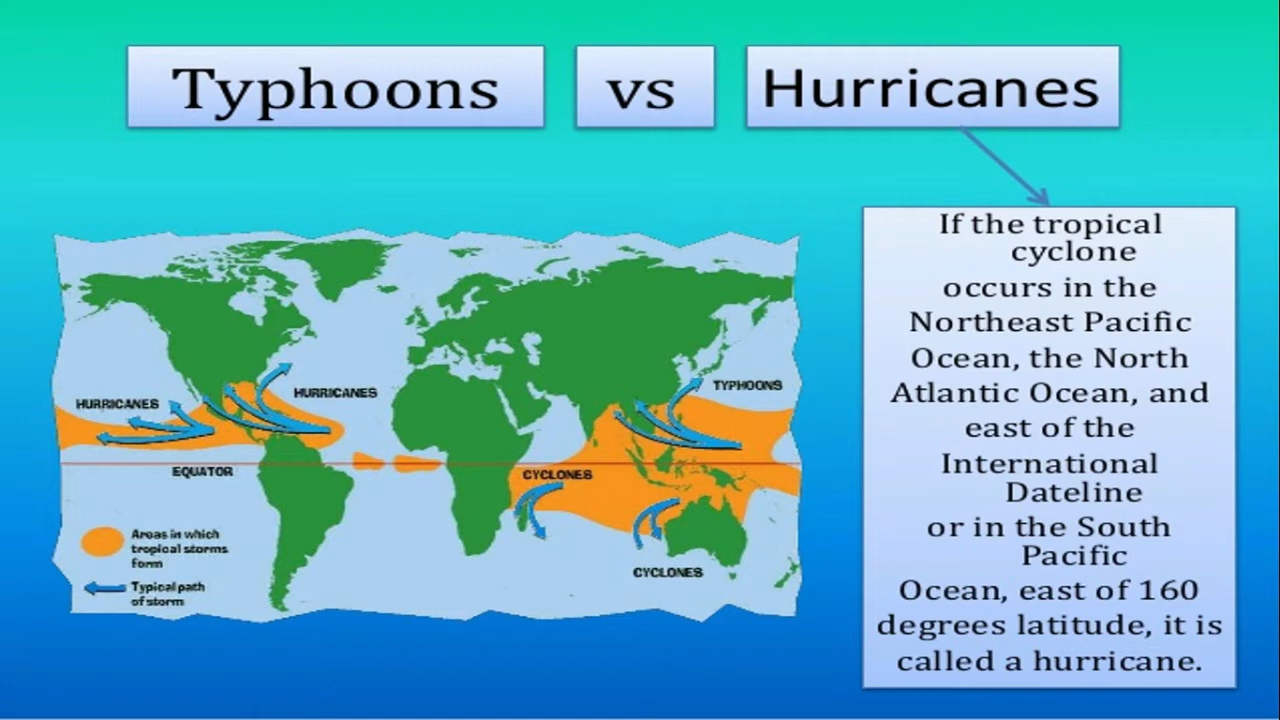 Typhoons vs Hurricanes
If the tropical
cyclone
occurs in the
Northeast Pacific
Ocean, the North
Atlantic Ocean, and
east of the
International
Dateline
or in the South
Pacific
Ocean, east of 160
degrees latitude, it is
called a hurricane.
HURRICANES
HURRICANES
TYPHOONS
EQUATOR
CYCLONES
CYCLONES
Areas in which
tropical storms
form
Typical path
of storm